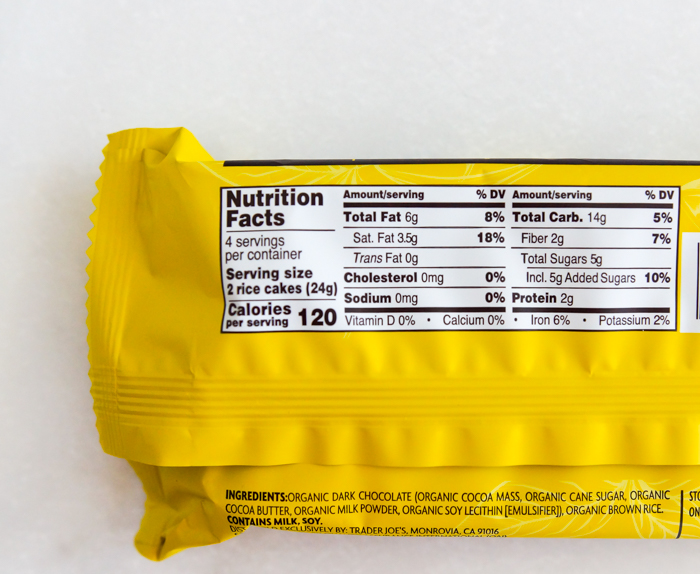 Nutrition
Facts
4 servings
per container
Serving size
2 rice cakes (24g)
Calories
per serving 120
Amount/serving % DV
Total Fat 6g 8%
Sat. Fat 3.5g 18%
Trans Fat 0g
Cholesterol 0mg 0%
Sodium 0mg 0%
Amount/serving % DV
Total Carb. 14g 5%
Fiber 2g 7%
Total Sugars 5g
Incl. 5g Added Sugars 10%
Protein 2g
Vitamin D 0% • Calcium 0% • Iron 6% • Potassium 2%
INGREDIENTS:ORGANIC DARK CHOCOLATE (ORGANIC COCOA MASS, ORGANIC CANE SUGAR, ORGANIC
COCOA BUTTER, ORGANIC MILK POWDER, ORGANIC SOY LECITHIN [EMULSIFIER]), ORGANIC BROWN RICE.
CONTAINS MILK, SOY.
EXCLUSIVELY BY: TRADER JOE'S, MONROVIA, CA 91016